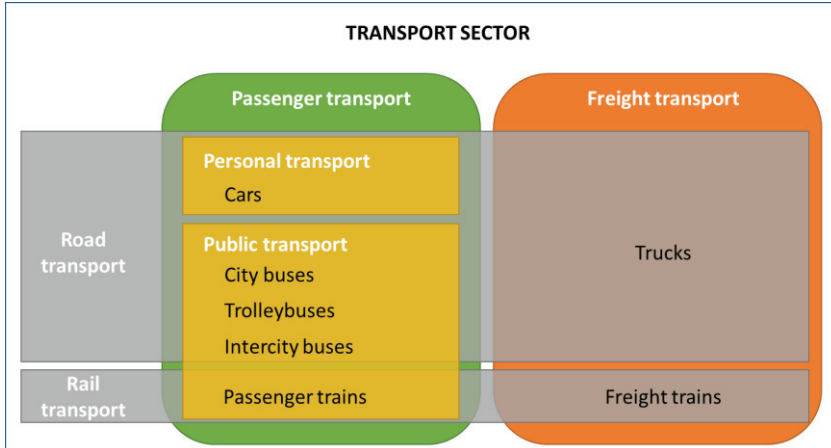 TRANSPORT SECTOR
Passenger transport
Freight transport
Personal transport
Cars
Road
transport
Public transport
City buses
Trolleybuses
Intercity buses
Trucks
Rail
transport
Passenger trains
Freight trains